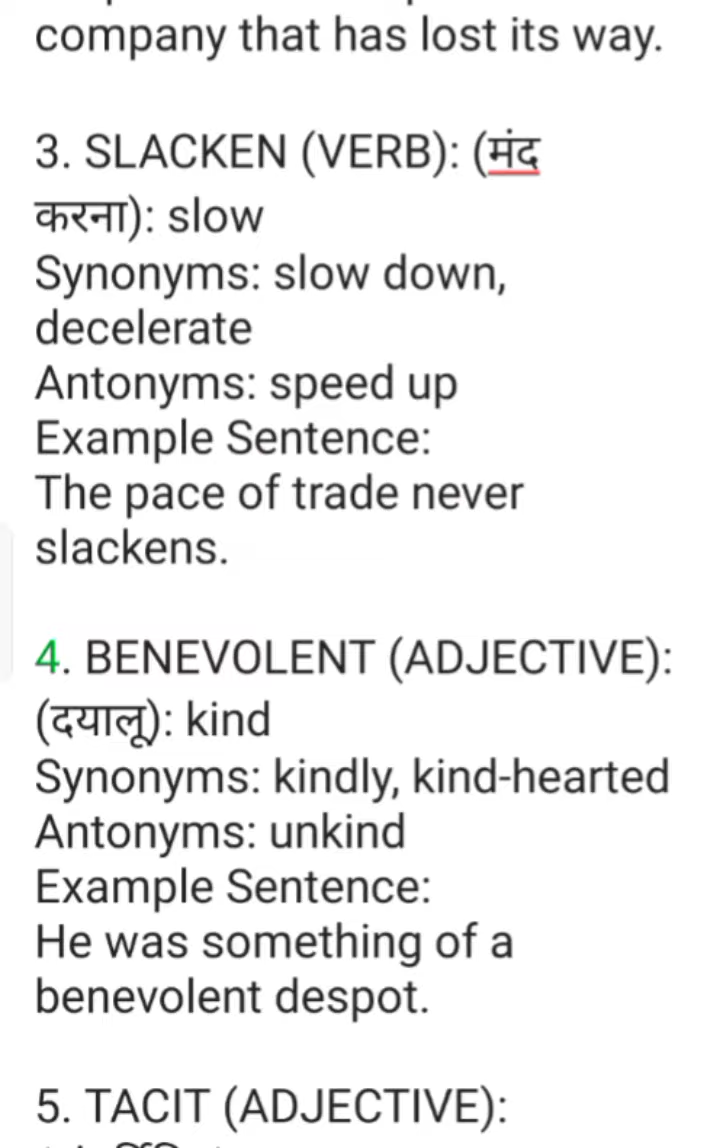 company that has lost its way.
3. SLACKEN (VERB): (मंद
करना): slow
Synonyms: slow down,
decelerate
Antonyms: speed up
Example Sentence:
The pace of trade never
slackens.
4. BENEVOLENT (ADJECTIVE):
(दयालू): kind
Synonyms: kindly, kind-hearted
Antonyms: unkind
Example Sentence:
He was something of a
benevolent despot.
5. TACIT (ADJECTIVE):